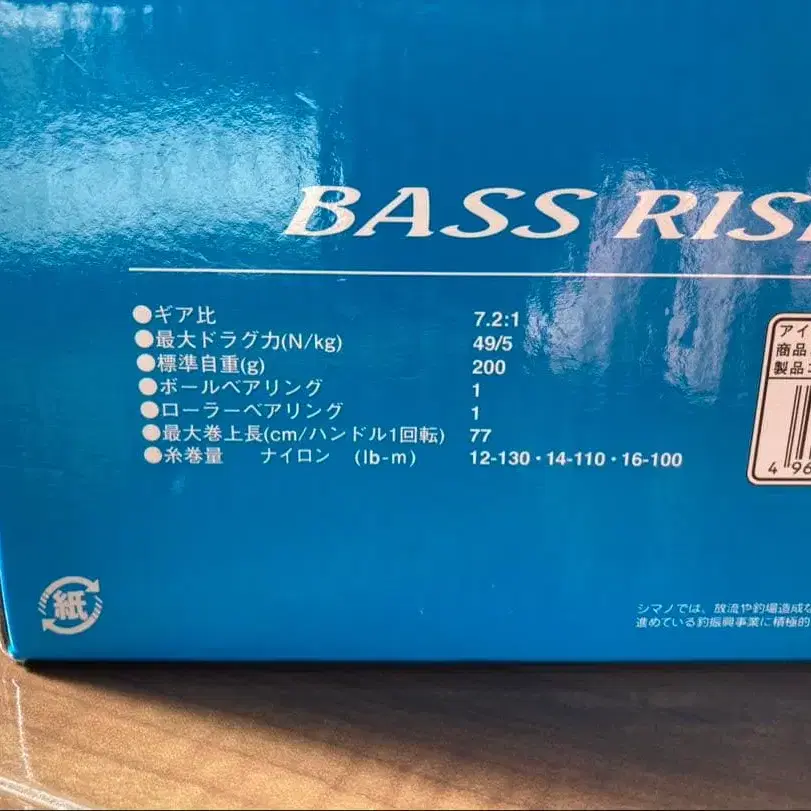 BASS RIS
●ギア比 7.2:1
●最大ドラグ力(N/kg) 49/5
●標準自重(g) 200
●ボールベアリング 1
●ローラーベアリング 1
●最大巻上長(cm/ハンドル1回転) 77
●糸巻量 ナイロン (lb-m) 12-130・14-110・16-100
アイ
商品
製品コ
4 96
紙
シマノでは、放流や釣場造成な
進めている釣振興事業に積極的